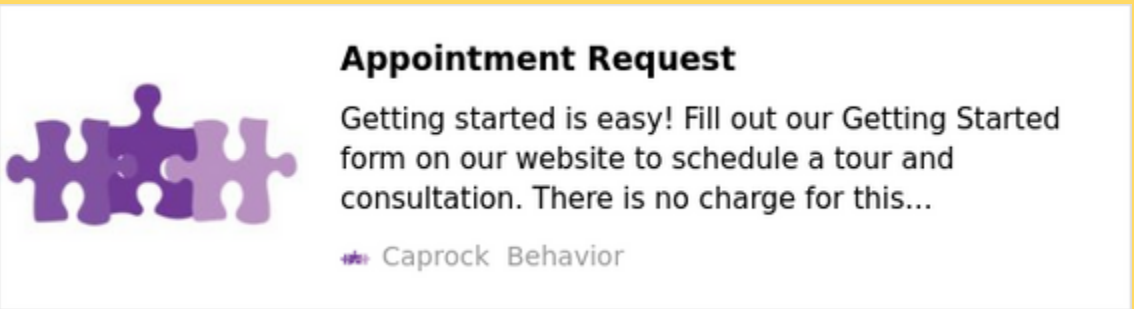 Appointment Request
Getting started is easy! Fill out our Getting Started
form on our website to schedule a tour and
consultation. There is no charge for this...
Caprock Behavior